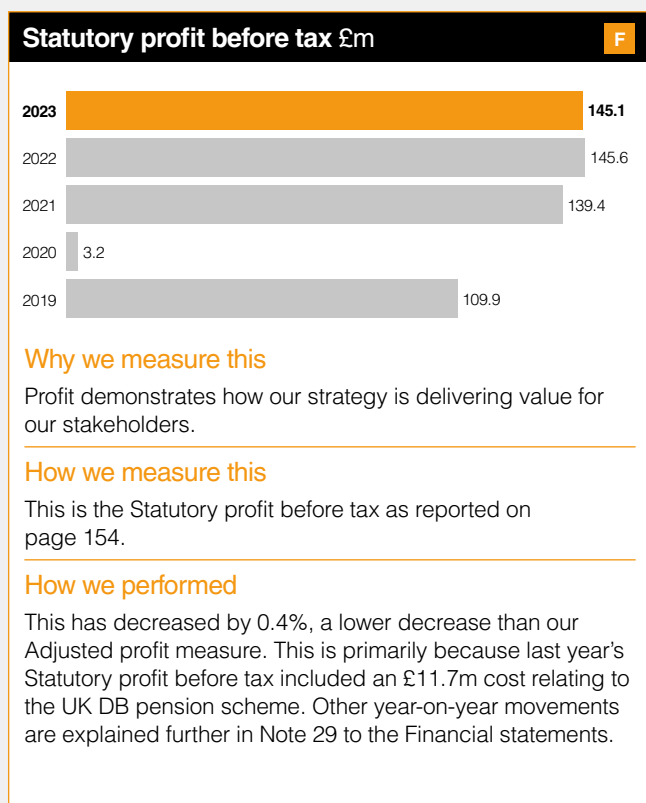 Statutory profit before tax £m F
2023 145.1
2022 145.6
2021 139.4
2020 3.2
2019 109.9
Why we measure this
Profit demonstrates how our strategy is delivering value for
our stakeholders.
How we measure this
This is the Statutory profit before tax as reported on
page 154.
How we performed
This has decreased by 0.4%, a lower decrease than our
Adjusted profit measure. This is primarily because last year’s
Statutory profit before tax included an £11.7m cost relating to
the UK DB pension scheme. Other year-on-year movements
are explained further in Note 29 to the Financial statements.